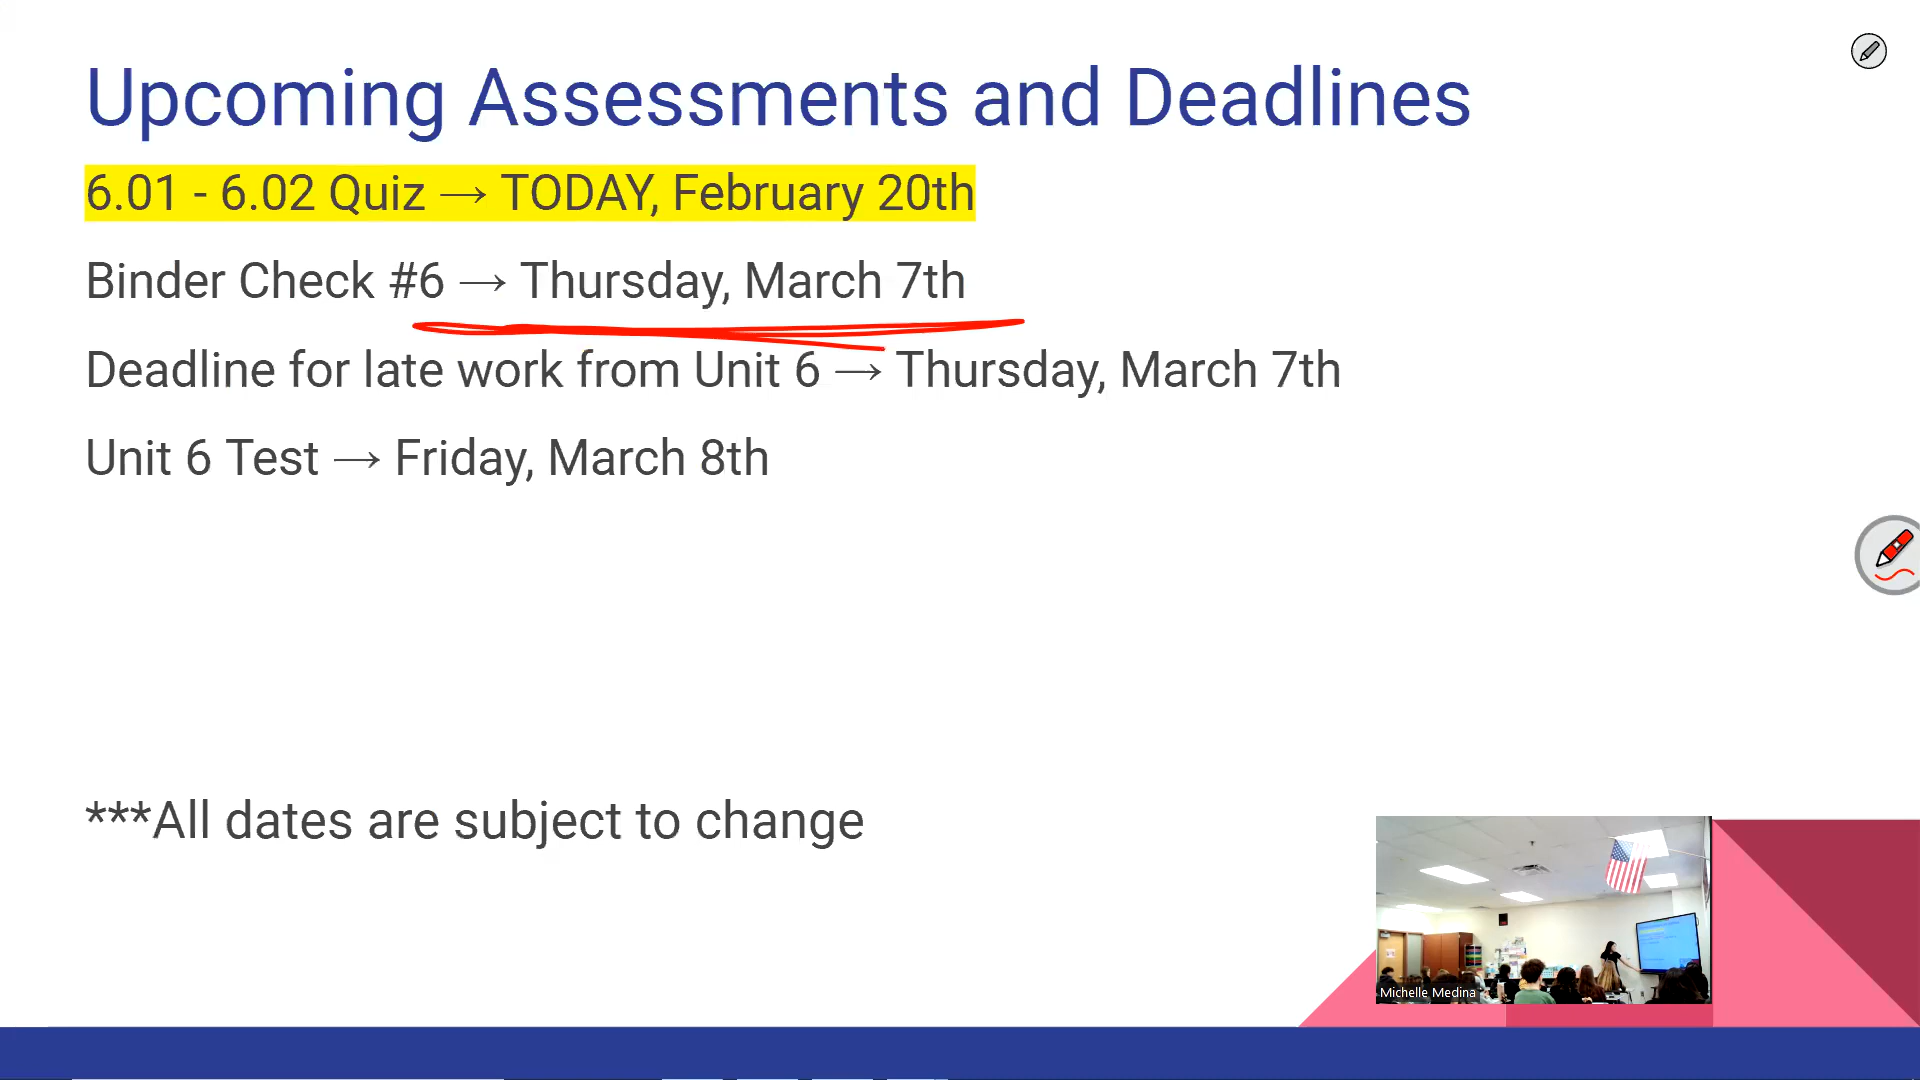 Upcoming Assessments and Deadlines
6.01 - 6.02 Quiz → TODAY, February 20th
Binder Check #6 → Thursday, March 7th
Deadline for late work from Unit 6 → Thursday, March 7th
Unit 6 Test → Friday, March 8th
***All dates are subject to change
Michelle Medina